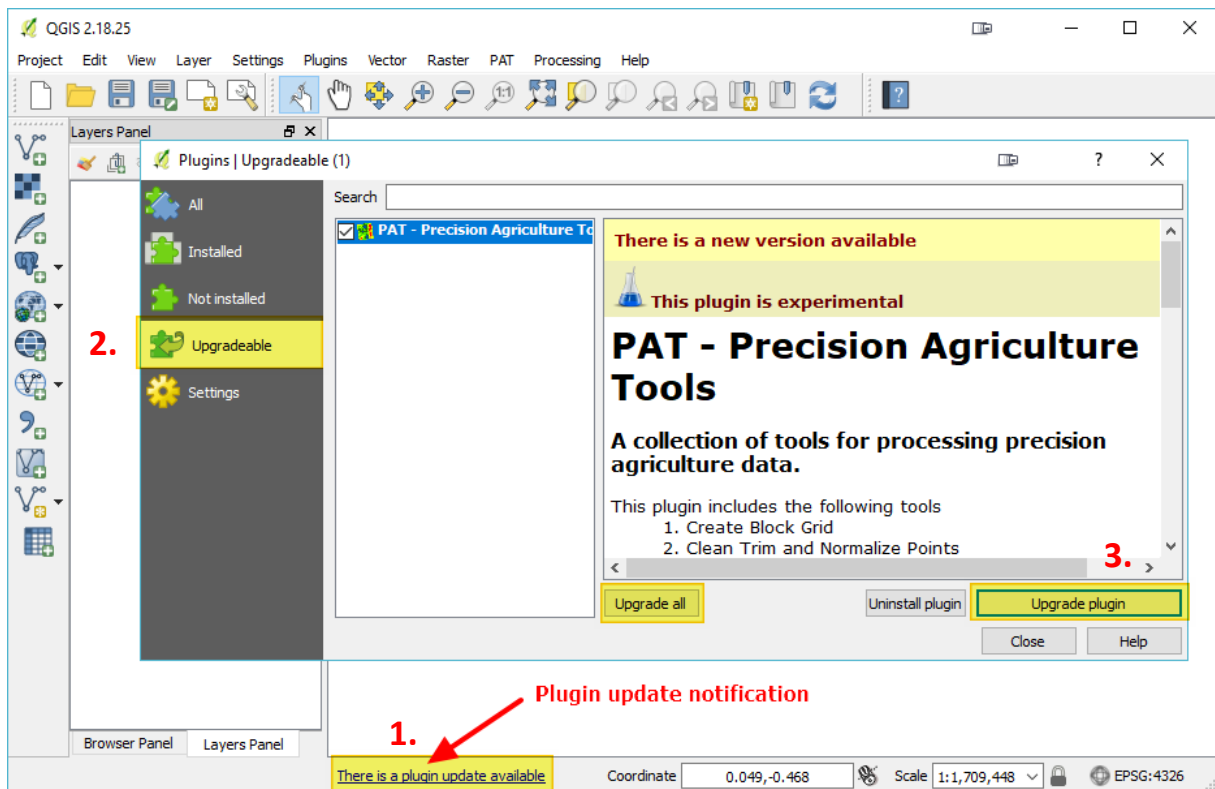 QGIS 2.18.25
Project Edit View Layer Settings Plugins Vector Raster PAT Processing Help
Layers Panel
Plugins | Upgradeable (1)
All
Installed
Not installed
2.
Upgradeable
Settings
Search
PAT - Precision Agriculture To
There is a new version available
This plugin is experimental
PAT - Precision Agriculture
Tools
A collection of tools for processing precision
agriculture data.
This plugin includes the following tools
1. Create Block Grid
2. Clean Trim and Normalize Points
3.
Upgrade all
Uninstall plugin
Upgrade plugin
Close
Help
Plugin update notification
1.
Browser Panel
Layers Panel
There is a plugin update available
Coordinate
0.049,-0.468
Scale
1:1,709,448
EPSG:4326